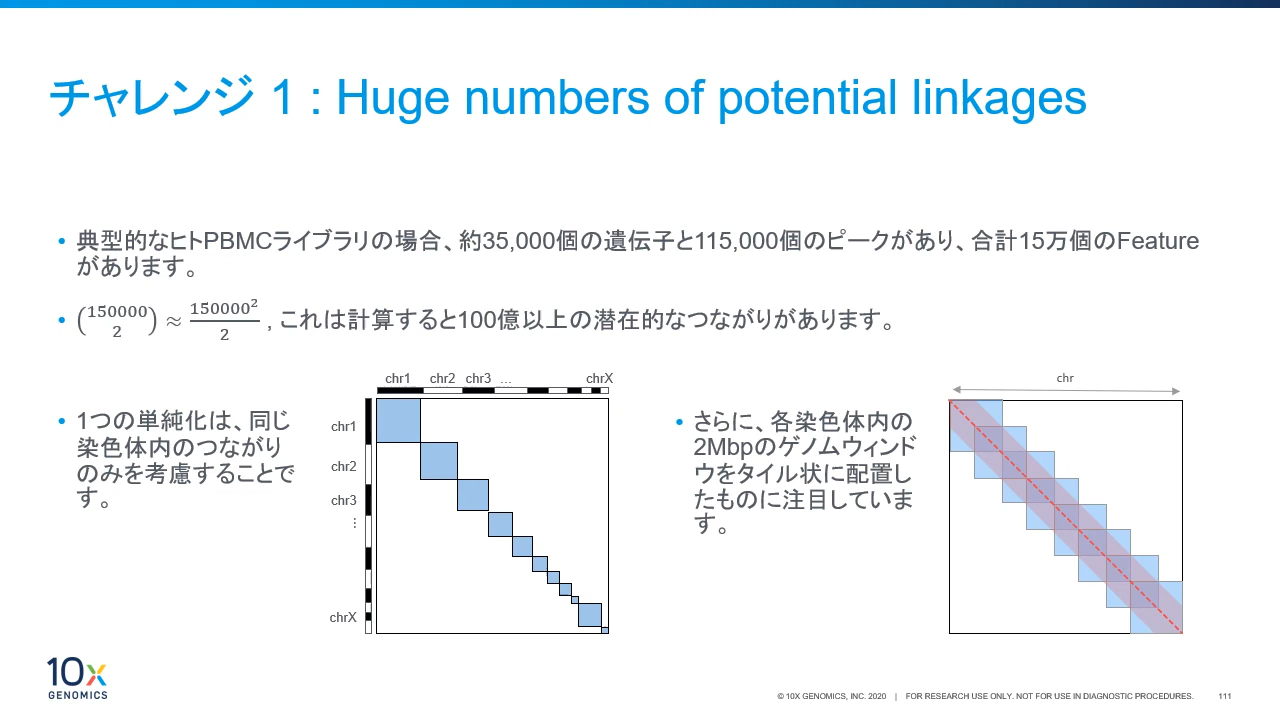 チャレンジ 1 : Huge numbers of potential linkages
• 典型的なヒトPBMCライブラリの場合、約35,000個の遺伝子と115,000個のピークがあり、合計15万個のFeature
があります。
• (150000 2) ≈ 150000²/2 , これは計算すると100億以上の潜在的なつながりがあります。
• 1つの単純化は、同じ
染色体内のつながり
のみを考慮することで
す。
chr1 chr2 chr3 … chrX
chr1
chr2
chr3
⋮
chrX
• さらに、各染色体内の
2Mbpのゲノムウィンド
ウをタイル状に配置し
たものに注目していま
す。
chr
10x
GENOMICS
© 10X GENOMICS, INC. 2020 | FOR RESEARCH USE ONLY. NOT FOR USE IN DIAGNOSTIC PROCEDURES. 111